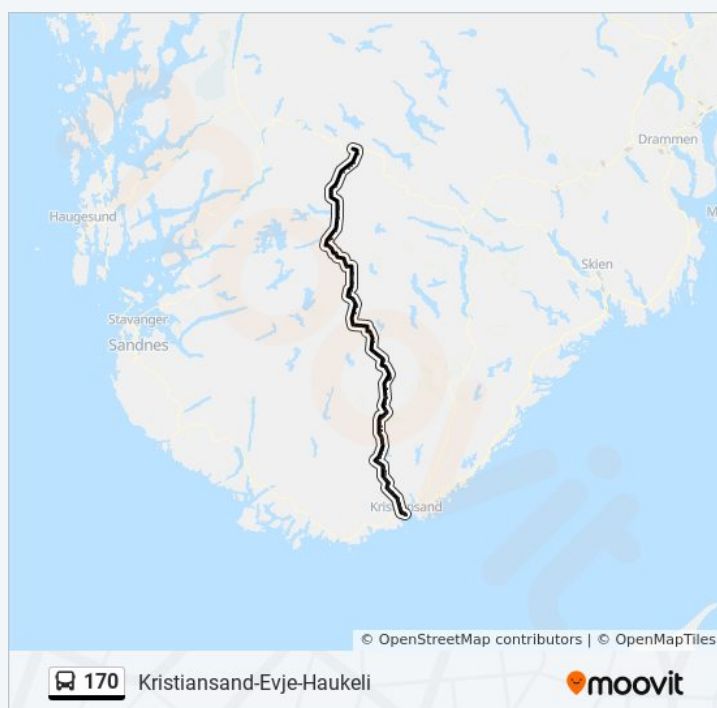 Drammen
Haugesund
Skien
Stavanger
Sandnes
Kristiansand
© OpenStreetMap contributors | © OpenMapTiles
170 Kristiansand-Evje-Haukeli
moovit